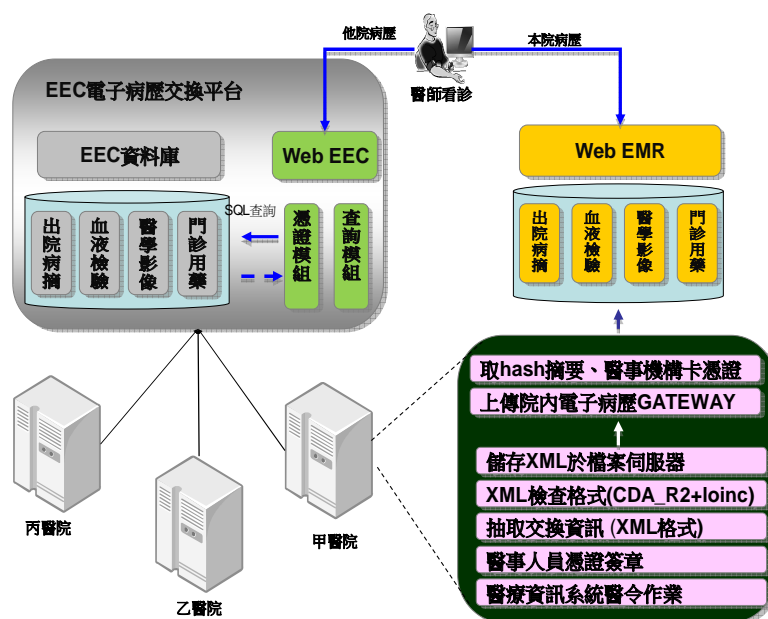 他院病歷
本院病歷
醫師看診
EEC電子病歷交換平台
EEC資料庫
Web EEC
Web EMR
SQL查詢
出院病摘
血液檢驗
醫學影像
門診用藥
憑證模組
查詢模組
出院病摘
血液檢驗
醫學影像
門診用藥
取hash摘要、醫事機構卡憑證
上傳院內電子病歷GATEWAY
儲存XML於檔案伺服器
XML檢查格式(CDA_R2+loinc)
抽取交換資訊 (XML格式)
醫事人員憑證簽章
醫療資訊系統醫令作業
丙醫院
乙醫院
甲醫院